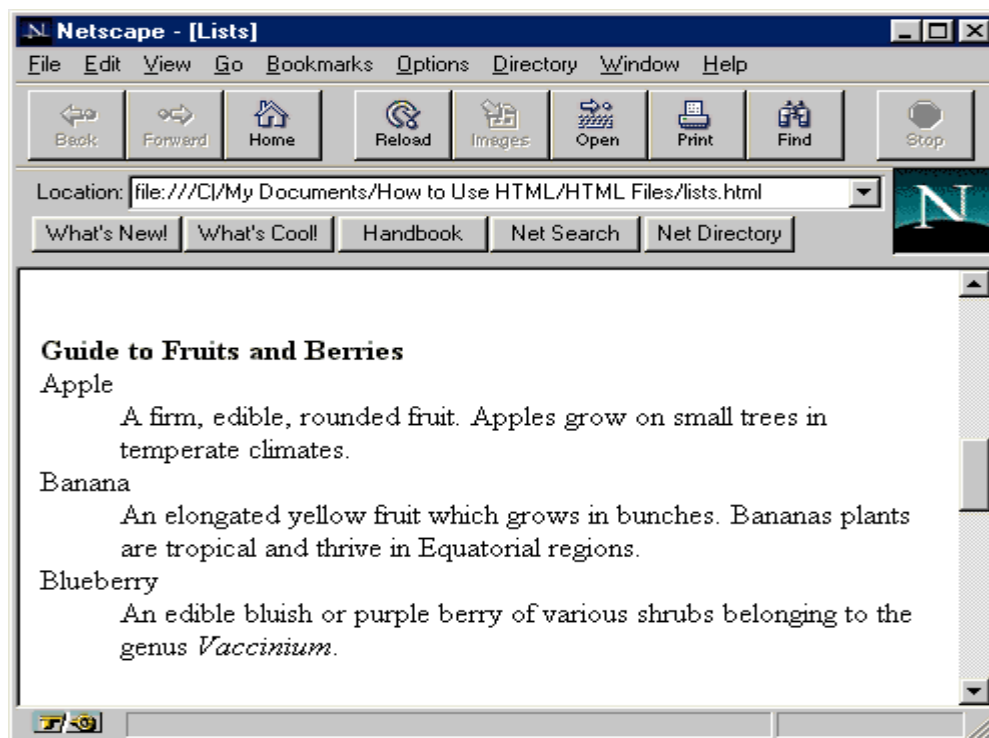 Netscape - [Lists]
File Edit View Go Bookmarks Options Directory Window Help
Back Forward Home Reload Images Open Print Find Stop
Location: file:///C|/My Documents/How to Use HTML/HTML Files/lists.html
N
What's New! What's Cool! Handbook Net Search Net Directory
Guide to Fruits and Berries
Apple
A firm, edible, rounded fruit. Apples grow on small trees in
temperate climates.
Banana
An elongated yellow fruit which grows in bunches. Bananas plants
are tropical and thrive in Equatorial regions.
Blueberry
An edible bluish or purple berry of various shrubs belonging to the
genus Vaccinium.